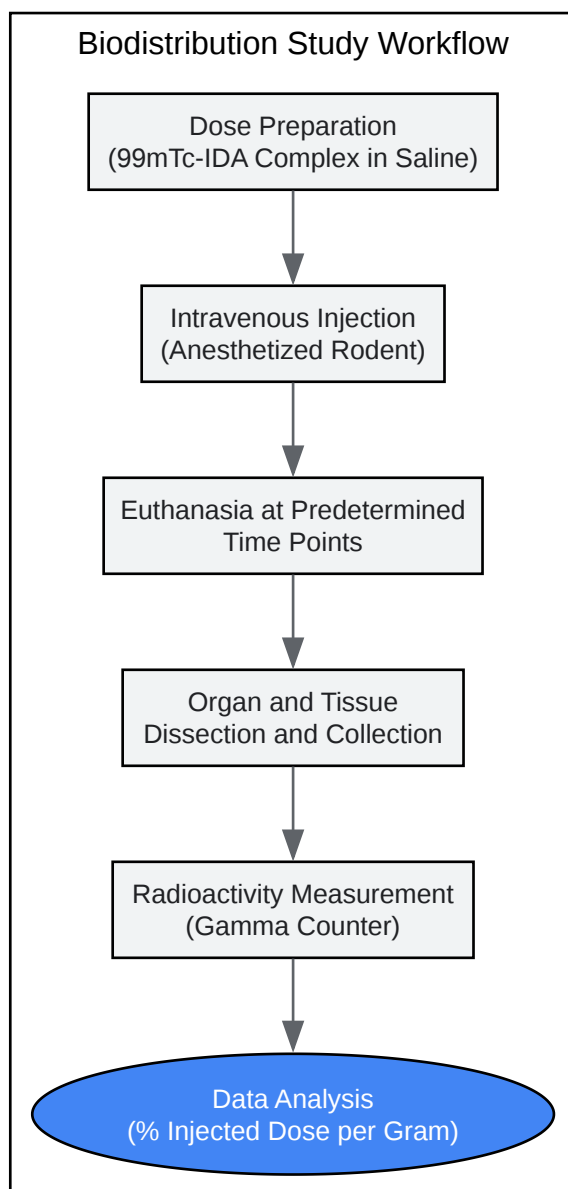 Biodistribution Study Workflow
Dose Preparation
(99mTc-IDA Complex in Saline)
Intravenous Injection
(Anesthetized Rodent)
Euthanasia at Predetermined
Time Points
Organ and Tissue
Dissection and Collection
Radioactivity Measurement
(Gamma Counter)
Data Analysis
(% Injected Dose per Gram)